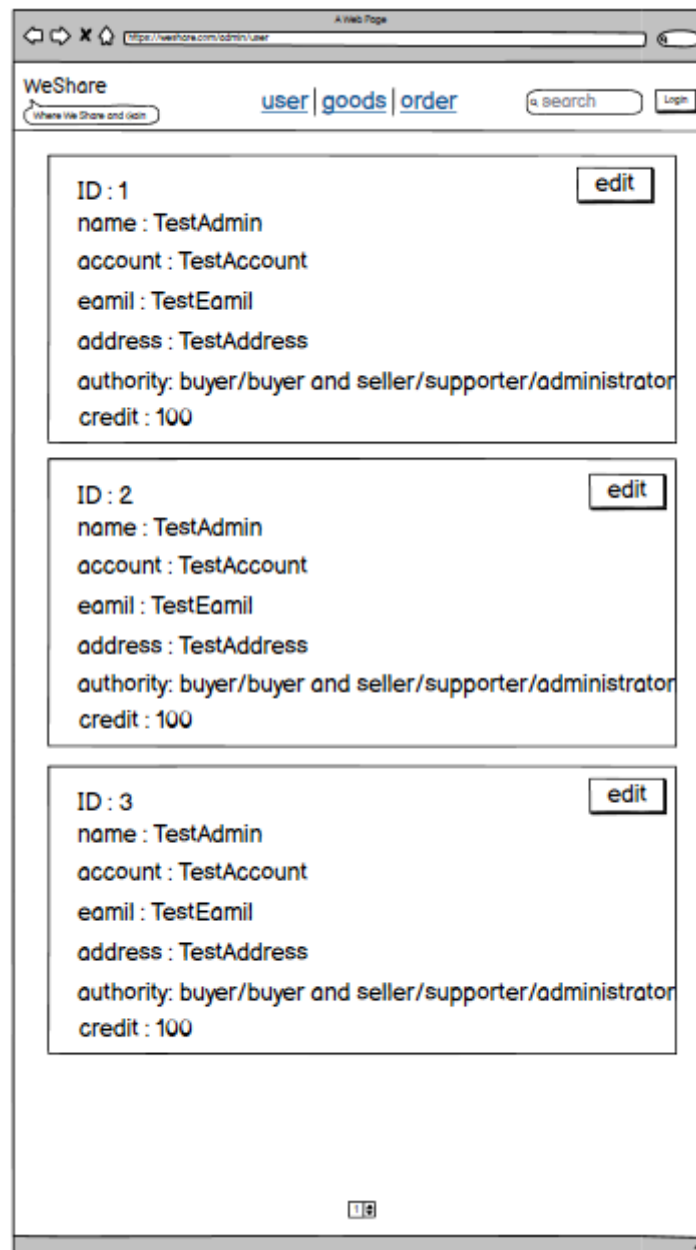 A Web Page
https://weshare.com/admin/user
WeShare
Where We Share and Gain
user|goods|order
search
Login
ID : 1
edit
name : TestAdmin
account : TestAccount
eamil : TestEamil
address : TestAddress
authority: buyer/buyer and seller/supporter/administrator
credit : 100
ID : 2
edit
name : TestAdmin
account : TestAccount
eamil : TestEamil
address : TestAddress
authority: buyer/buyer and seller/supporter/administrator
credit : 100
ID : 3
edit
name : TestAdmin
account : TestAccount
eamil : TestEamil
address : TestAddress
authority: buyer/buyer and seller/supporter/administrator
credit : 100
1